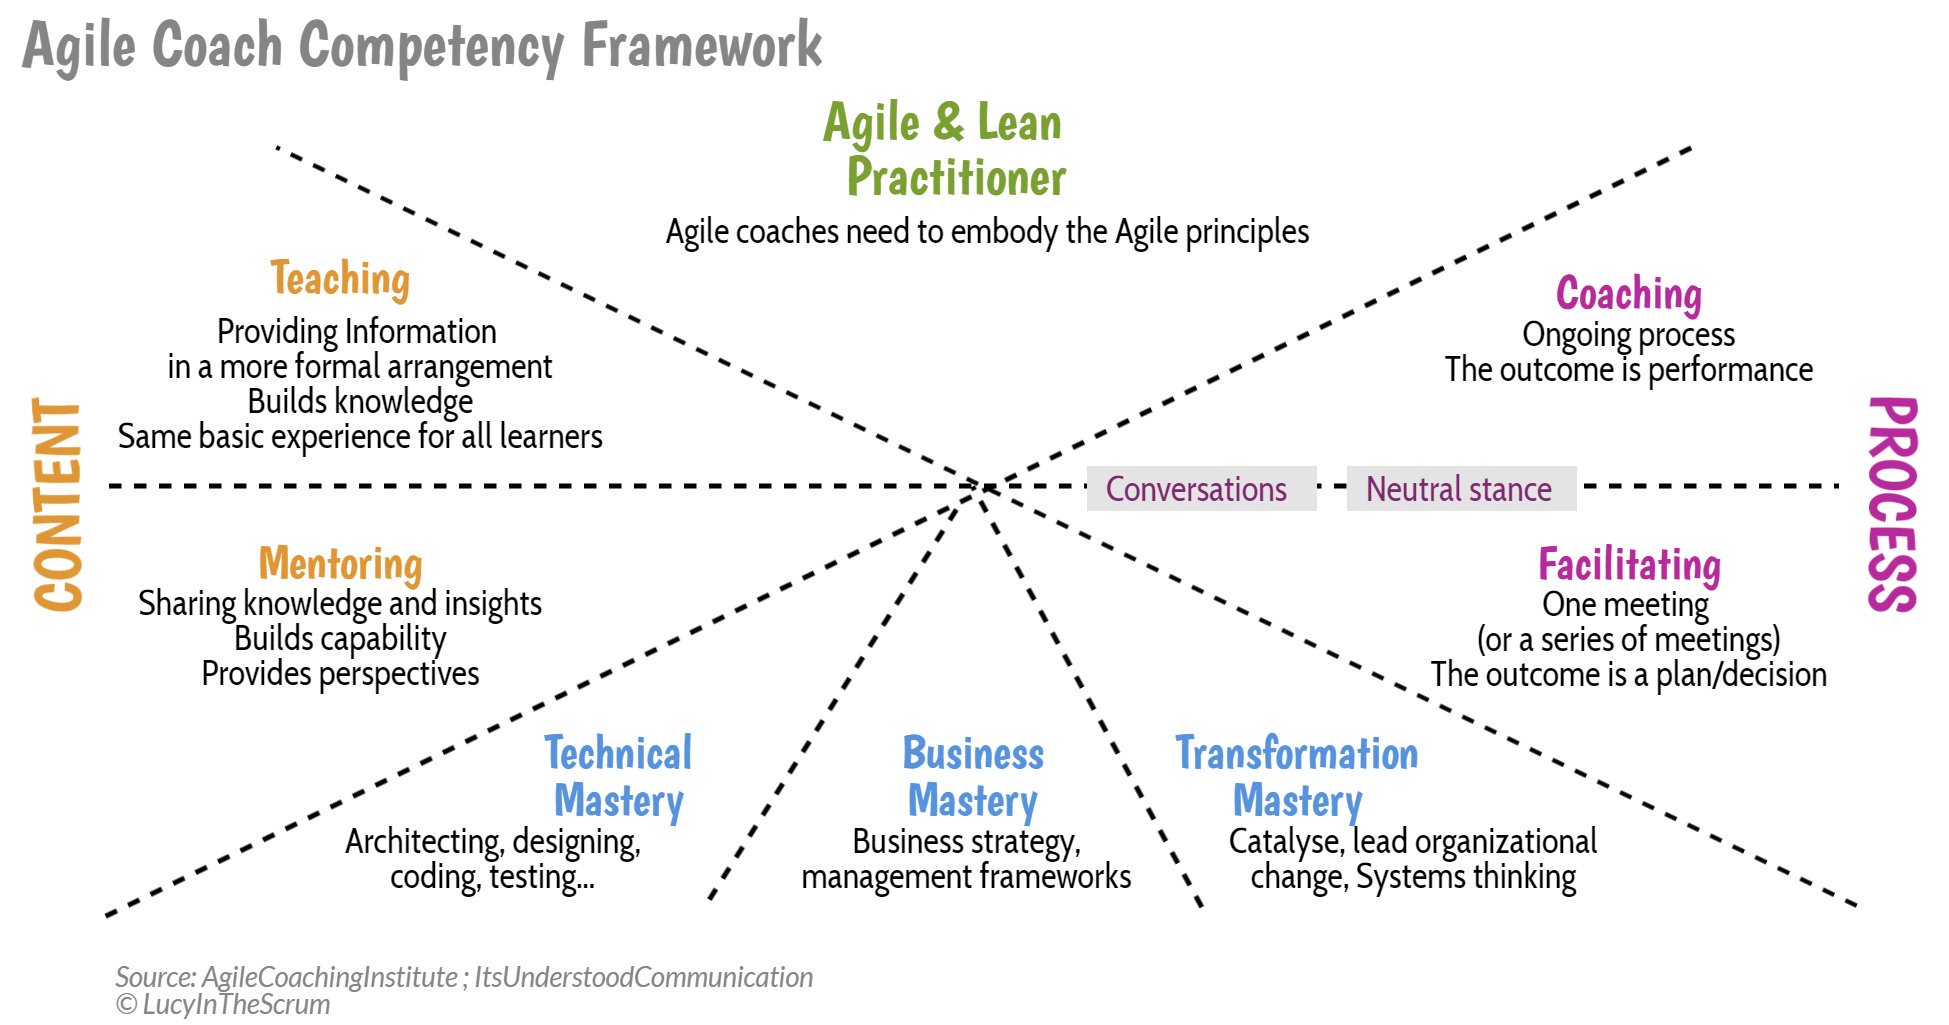 Agile Coach Competency Framework
Agile & Lean
Practitioner
Agile coaches need to embody the Agile principles
Teaching
Providing Information
in a more formal arrangement
Builds knowledge
Same basic experience for all learners
Coaching
Ongoing process
The outcome is performance
CONTENT
PROCESS
Conversations
Neutral stance
Mentoring
Sharing knowledge and insights
Builds capability
Provides perspectives
Facilitating
One meeting
(or a series of meetings)
The outcome is a plan/decision
Technical
Mastery
Architecting, designing,
coding, testing...
Business
Mastery
Business strategy,
management frameworks
Transformation
Mastery
Catalyse, lead organizational
change, Systems thinking
Source: AgileCoachingInstitute ; ItsUnderstoodCommunication
© LucyInTheScrum